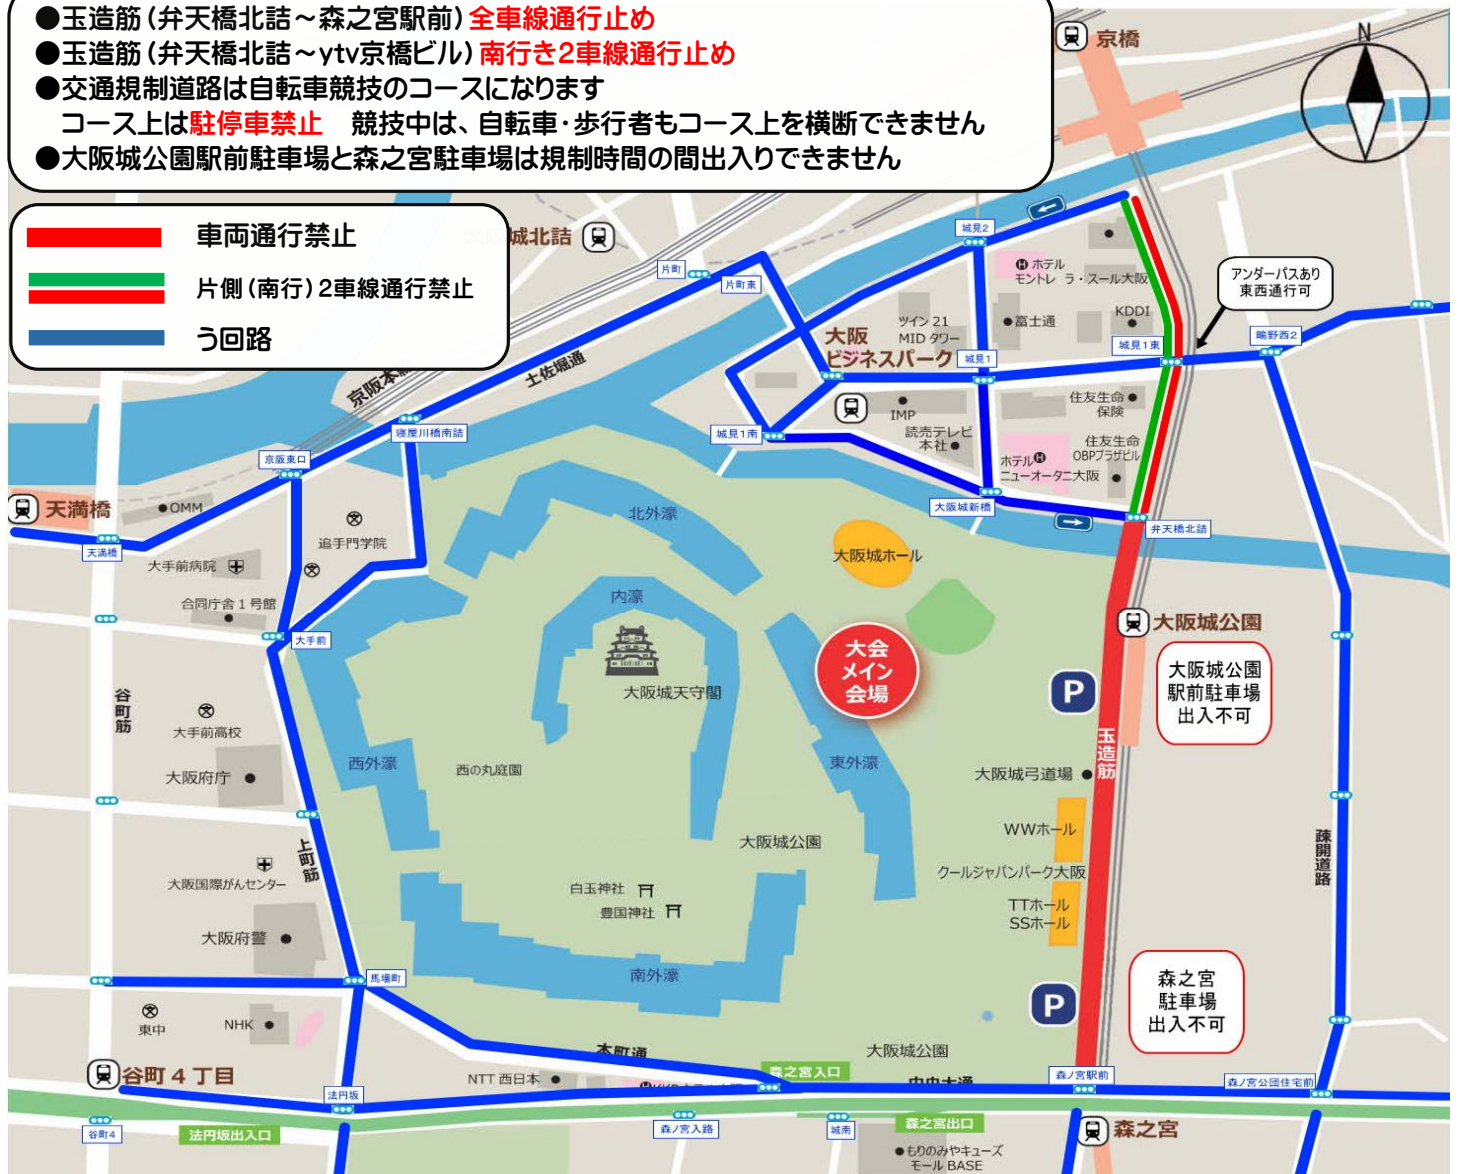 ●玉造筋(弁天橋北詰～森之宮駅前)全車線通行止め
●玉造筋(弁天橋北詰～ytv京橋ビル)南行き2車線通行止め
●交通規制道路は自転車競技のコースになります
コース上は駐停車禁止　競技中は、自転車・歩行者もコース上を横断できません
●大阪城公園駅前駐車場と森之宮駐車場は規制時間の間出入りできません
車両通行禁止
片側(南行)2車線通行禁止
う回路
京橋
N
城北詰
片町
片町東
城見2
H ホテル
モントレ ラ・スール大阪
アンダーパスあり
東西通行可
ツイン21
MIDタワー
富士通
KDDI
大阪
ビジネスパーク
城見1
城見1東
鴫野西2
土佐堀通
IMP
住友生命
保険
読売テレビ
本社
住友生命
OBPプラザビル
ホテル H
ニューオータニ大阪
寝屋川橋南詰
城見1南
京阪東口
大阪城新橋
弁天橋北詰
天満橋
OMM
天満橋
追手門学院
北外濠
大阪城ホール
大手前病院
合同庁舎1号館
大手前
内濠
大阪城公園
大会
メイン
会場
大阪城公園
駅前駐車場
出入不可
P
谷町筋
大手前高校
大阪城天守閣
玉造筋
大阪府庁
西外濠
西の丸庭園
東外濠
大阪城弓道場
上町筋
大阪城公園
WWホール
疎開道路
大阪国際がんセンター
クールジャパンパーク大阪
白玉神社
豊国神社
TTホール
SSホール
大阪府警
南外濠
馬場町
森之宮
駐車場
出入不可
P
東中
NHK
本町通
大阪城公園
谷町4丁目
NTT西日本
森之宮入口
森ノ宮駅前
森ノ宮公団住宅前
法円坂
谷町4
法円坂出入口
森ノ宮入路
城南
森之宮出口
森之宮
もりのみやキューズ
モールBASE